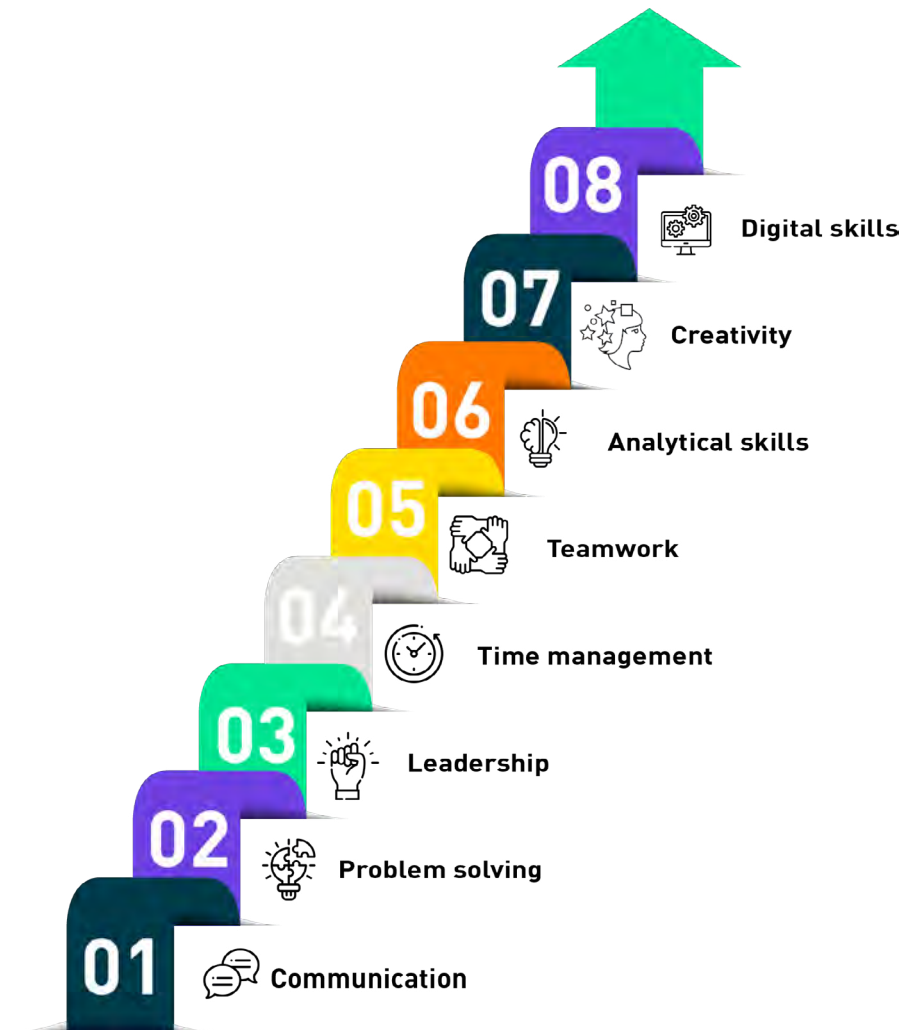 08
Digital skills
07
Creativity
06
Analytical skills
05
Teamwork
04
Time management
03
Leadership
02
Problem solving
01
Communication